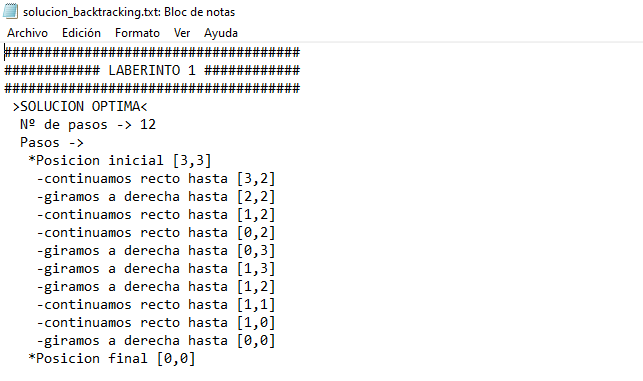 solucion_backtracking.txt: Bloc de notas
Archivo Edición Formato Ver Ayuda
#####################################
############ LABERINTO 1 ############
#####################################
>SOLUCION OPTIMA<
Nº de pasos -> 12
Pasos ->
*Posicion inicial [3,3]
-continuamos recto hasta [3,2]
-giramos a derecha hasta [2,2]
-continuamos recto hasta [1,2]
-continuamos recto hasta [0,2]
-giramos a derecha hasta [0,3]
-giramos a derecha hasta [1,3]
-giramos a derecha hasta [1,2]
-continuamos recto hasta [1,1]
-continuamos recto hasta [1,0]
-giramos a derecha hasta [0,0]
*Posicion final [0,0]